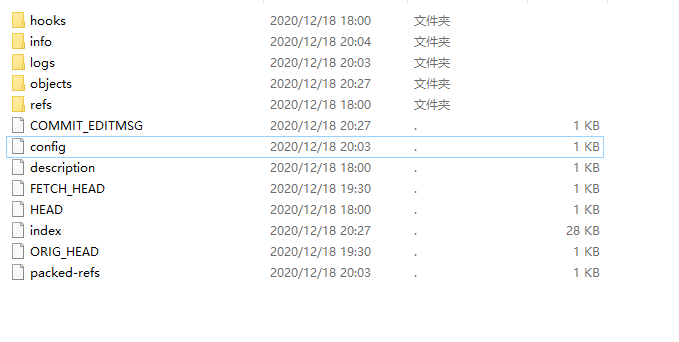 hooks 2020/12/18 18:00 文件夹
info 2020/12/18 20:04 文件夹
logs 2020/12/18 20:03 文件夹
objects 2020/12/18 20:27 文件夹
refs 2020/12/18 18:00 文件夹
COMMIT_EDITMSG 2020/12/18 20:27 . 1 KB
config 2020/12/18 20:03 . 1 KB
description 2020/12/18 18:00 . 1 KB
FETCH_HEAD 2020/12/18 19:30 . 1 KB
HEAD 2020/12/18 18:00 . 1 KB
index 2020/12/18 20:27 . 28 KB
ORIG_HEAD 2020/12/18 19:30 . 1 KB
packed-refs 2020/12/18 20:03 . 1 KB